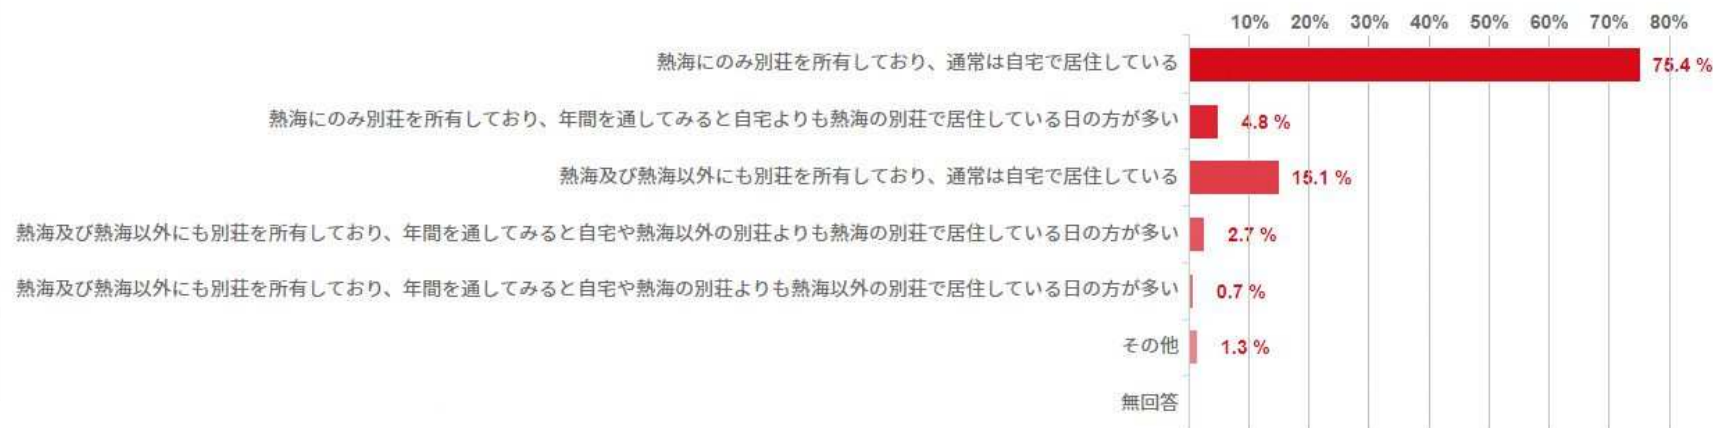 10% 20% 30% 40% 50% 60% 70% 80%
熱海にのみ別荘を所有しており、通常は自宅で居住している 75.4 %
熱海にのみ別荘を所有しており、年間を通してみると自宅よりも熱海の別荘で居住している日の方が多い 4.8 %
熱海及び熱海以外にも別荘を所有しており、通常は自宅で居住している 15.1 %
熱海及び熱海以外にも別荘を所有しており、年間を通してみると自宅や熱海以外の別荘よりも熱海の別荘で居住している日の方が多い 2.7 %
熱海及び熱海以外にも別荘を所有しており、年間を通してみると自宅や熱海の別荘よりも熱海以外の別荘で居住している日の方が多い 0.7 %
その他 1.3 %
無回答